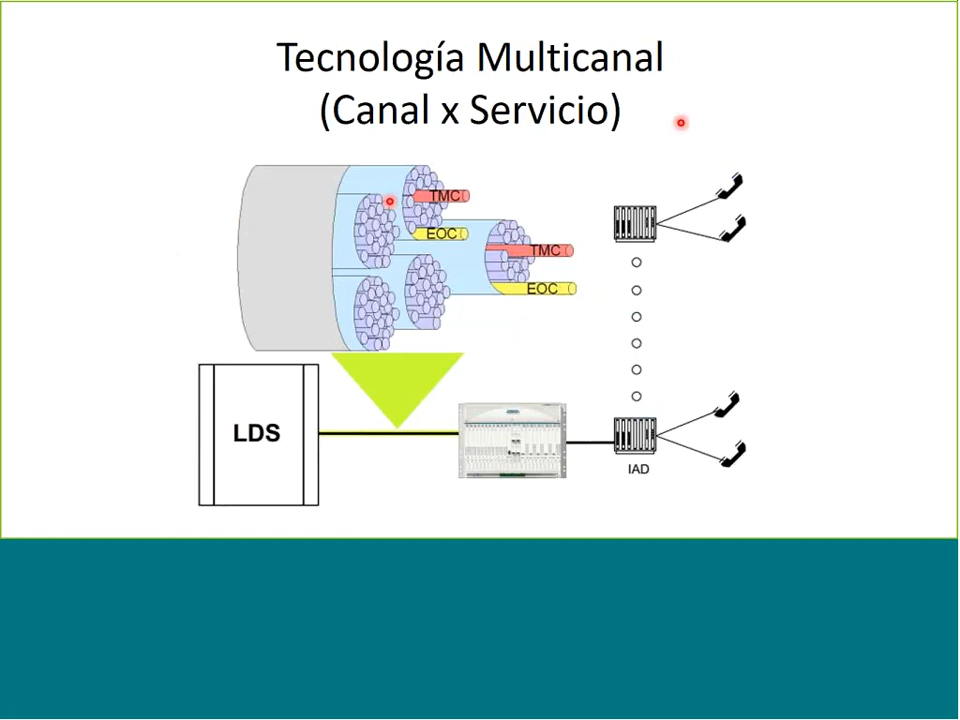 Tecnología Multicanal
(Canal x Servicio)
TMC
EOC
TMC
EOC
LDS
IAD